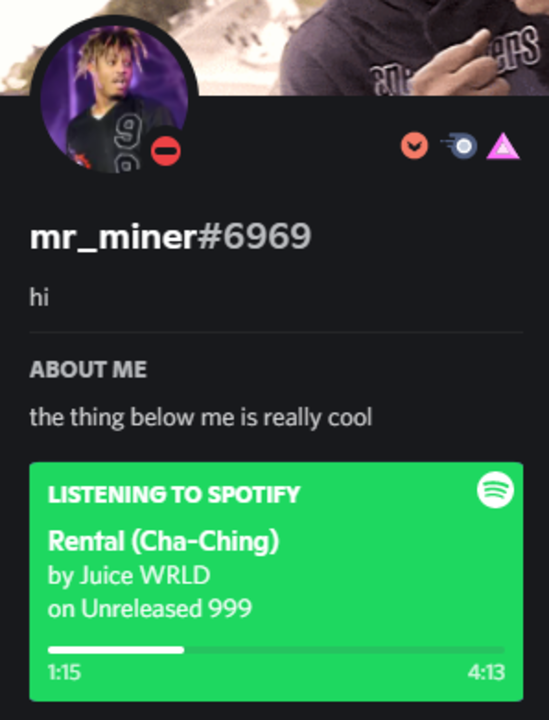 mr_miner#6969
hi
ABOUT ME
the thing below me is really cool
LISTENING TO SPOTIFY
Rental (Cha-Ching)
by Juice WRLD
on Unreleased 999
1:15 4:13